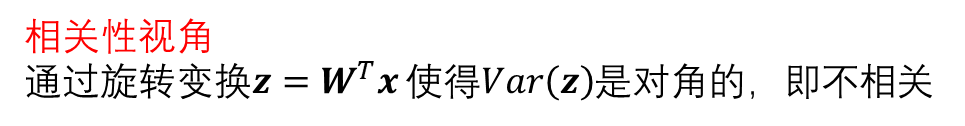 相关性视角
通过旋转变换z = Wᵀx 使得Var(z)是对角的，即不相关